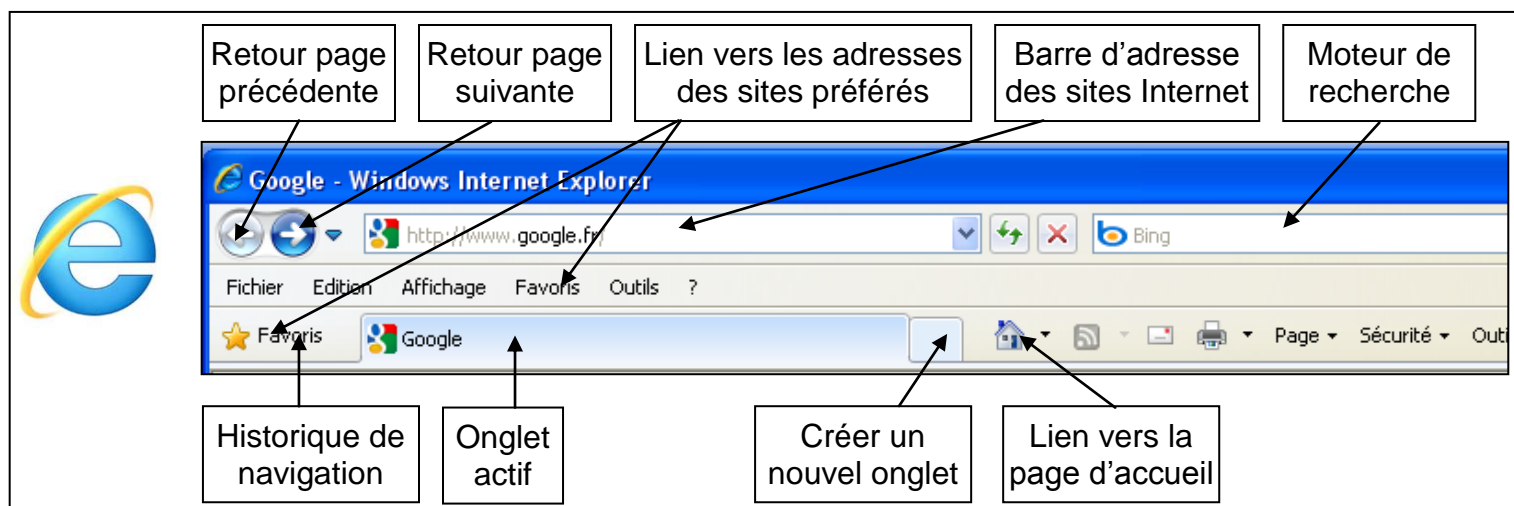 Retour page
précédente
Retour page
suivante
Lien vers les adresses
des sites préférés
Barre d’adresse
des sites Internet
Moteur de
recherche
Google - Windows Internet Explorer
http://www.google.fr/
Bing
Fichier Edition Affichage Favoris Outils ?
Favoris
Google
Page Sécurité Outi
Historique de
navigation
Onglet
actif
Créer un
nouvel onglet
Lien vers la
page d’accueil